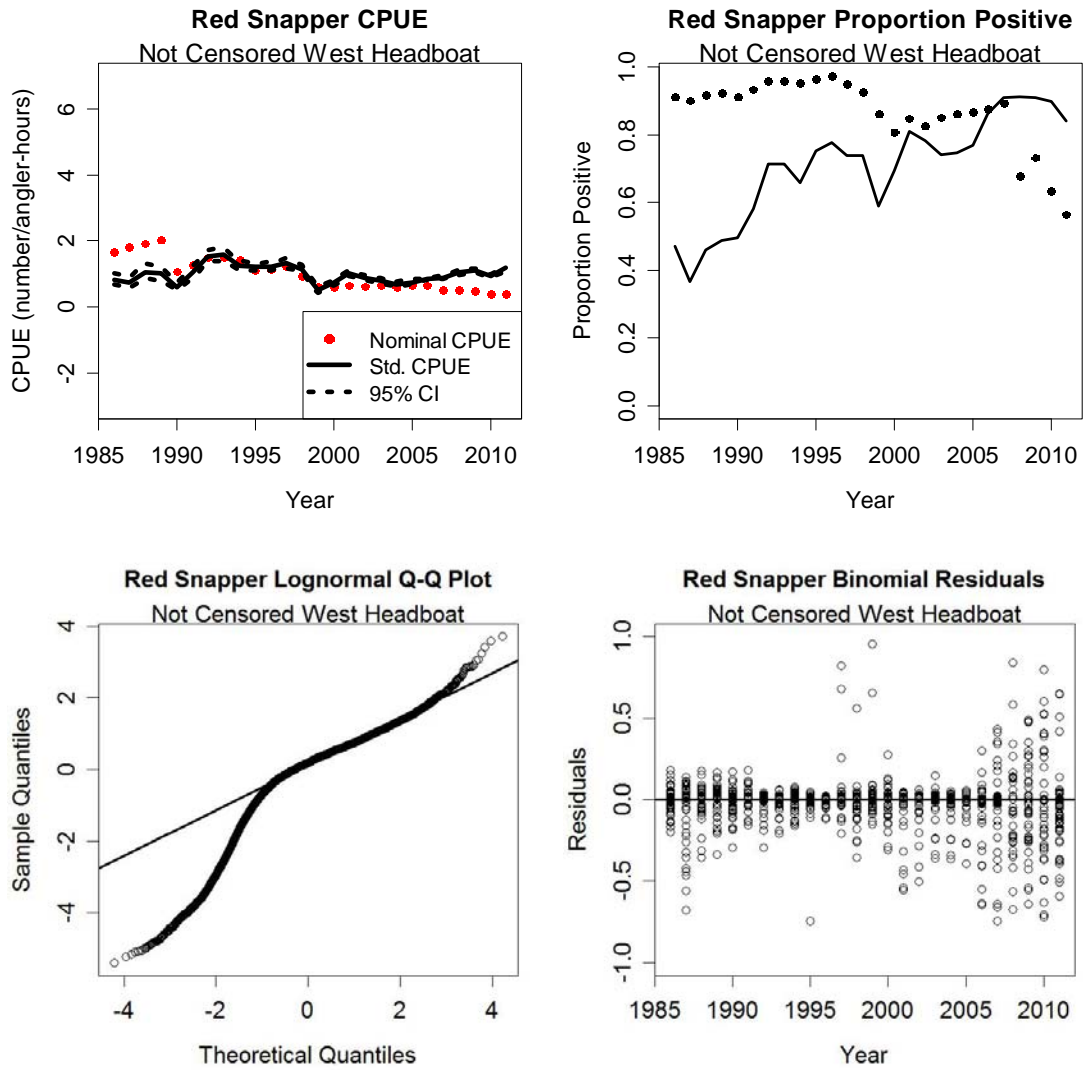 Red Snapper CPUE
Not Censored West Headboat
CPUE (number/angler-hours)
6
4
2
0
-2
Nominal CPUE
Std. CPUE
95% CI
1985 1990 1995 2000 2005 2010
Year
Red Snapper Proportion Positive
Not Censored West Headboat
Proportion Positive
1.0
0.8
0.6
0.4
0.2
0.0
1985 1990 1995 2000 2005 2010
Year
Red Snapper Lognormal Q-Q Plot
Not Censored West Headboat
Sample Quantiles
4
2
0
-2
-4
-4 -2 0 2 4
Theoretical Quantiles
Red Snapper Binomial Residuals
Not Censored West Headboat
Residuals
1.0
0.5
0.0
-0.5
-1.0
1985 1990 1995 2000 2005 2010
Year